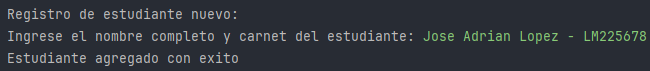 Registro de estudiante nuevo:
Ingrese el nombre completo y carnet del estudiante: Jose Adrian Lopez - LM225678
Estudiante agregado con exito